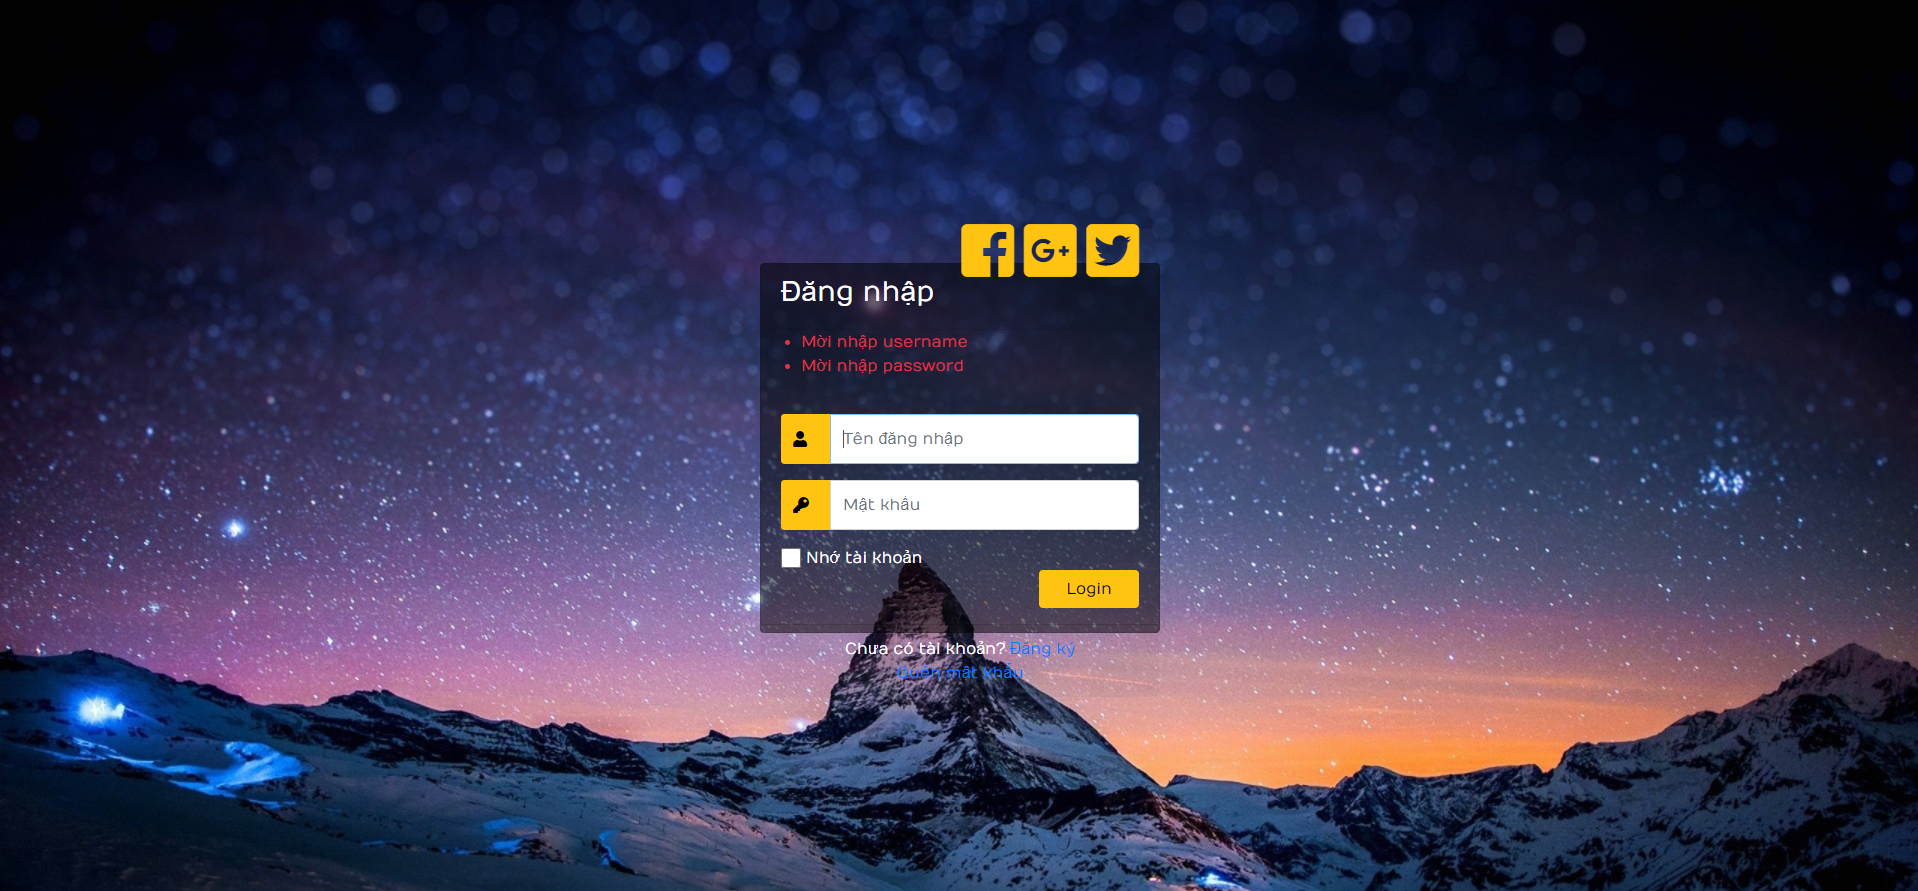 Đăng nhập
Mời nhập username
Mời nhập password
Tên đăng nhập
Mật khẩu
Nhớ tài khoản
Login
Chưa có tài khoản? Đăng ký
Quên mật khẩu